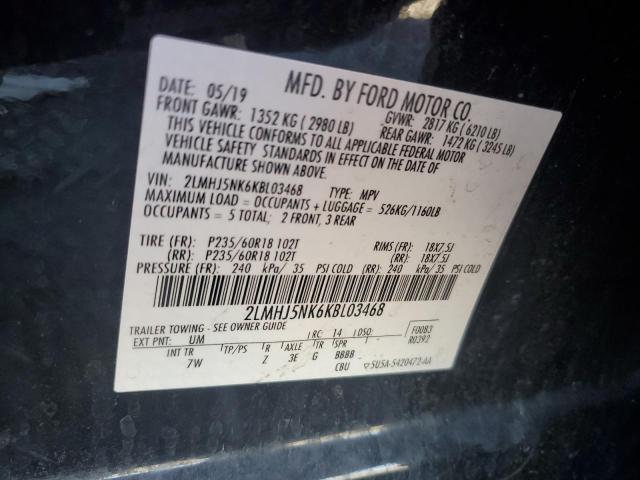 MFD. BY FORD MOTOR CO.
DATE: 05/19 GVWR: 2817 KG (6210 LB)
FRONT GAWR: 1352 KG (2980 LB) REAR GAWR: 1472 KG (3245 LB)
THIS VEHICLE CONFORMS TO ALL APPLICABLE FEDERAL MOTOR
VEHICLE SAFETY STANDARDS IN EFFECT ON THE DATE OF
MANUFACTURE SHOWN ABOVE.
VIN: 2LMHJ5NK6KBL03468 TYPE: MPV
MAXIMUM LOAD = OCCUPANTS + LUGGAGE = 526KG/1160LB
OCCUPANTS = 5 TOTAL; 2 FRONT, 3 REAR
TIRE (FR): P235/60R18 102T RIMS (FR): 18X7.5J
(RR): P235/60R18 102T (RR): 18X7.5J
PRESSURE (FR): 240 kPa/ 35 PSI COLD (RR): 240 kPa/ 35 PSI COLD
2LMHJ5NK6KBL03468
TRAILER TOWING - SEE OWNER GUIDE
EXT PNT: UM RC: 14 DSO: F0083
R0392
INT TR TP/PS R AXLE TR SPR
7W Z 3E G BBBB
CBU 5U5A-5420472-AA